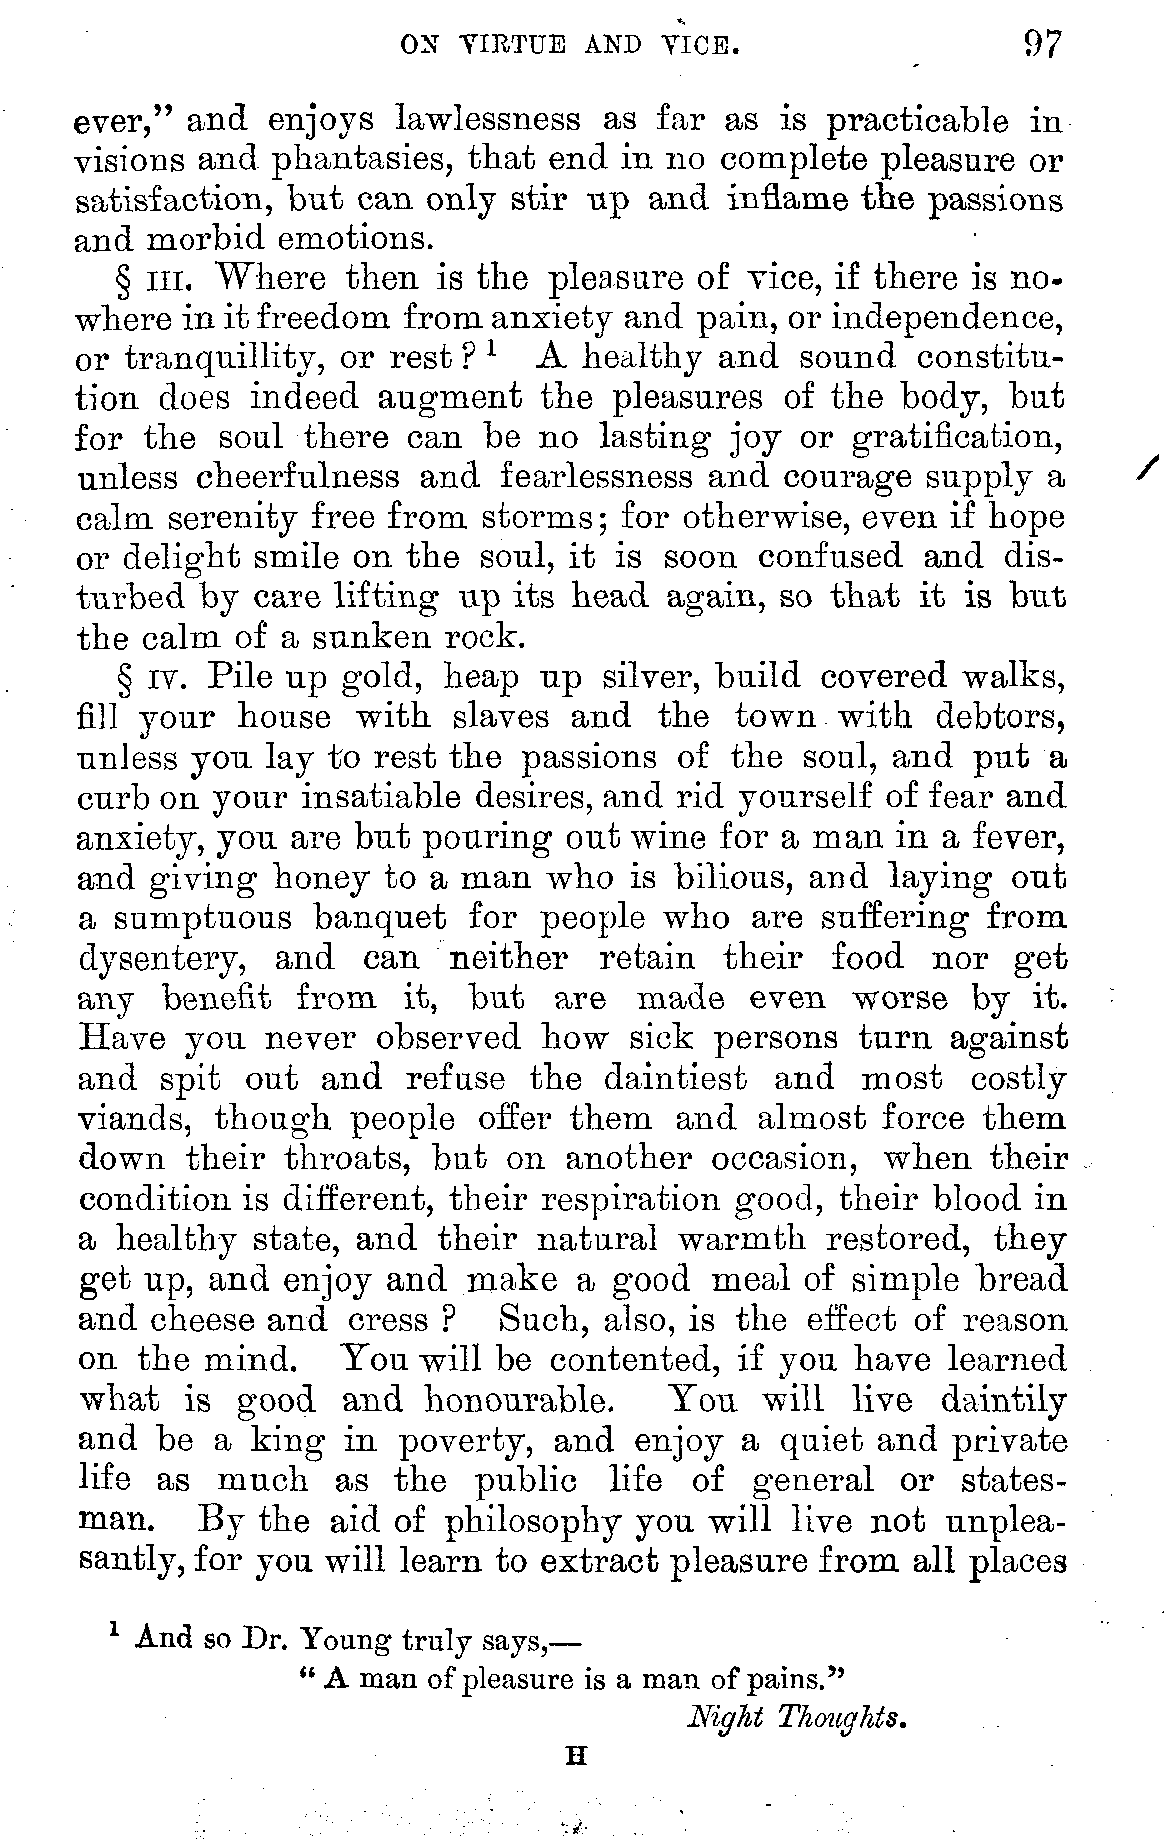 ON VIRTUE AND VICE. 97
ever," and enjoys lawlessness as far as is practicable in
visions and phantasies, that end in no complete pleasure or
satisfaction, but can only stir up and inflame the passions
and morbid emotions.
§ III. Where then is the pleasure of vice, if there is no-
where in it freedom from anxiety and pain, or independence,
or tranquillity, or rest?¹ A healthy and sound constitu-
tion does indeed augment the pleasures of the body, but
for the soul there can be no lasting joy or gratification,
unless cheerfulness and fearlessness and courage supply a
calm serenity free from storms; for otherwise, even if hope
or delight smile on the soul, it is soon confused and dis-
turbed by care lifting up its head again, so that it is but
the calm of a sunken rock.
§ IV. Pile up gold, heap up silver, build covered walks,
fill your house with slaves and the town with debtors,
unless you lay to rest the passions of the soul, and put a
curb on your insatiable desires, and rid yourself of fear and
anxiety, you are but pouring out wine for a man in a fever,
and giving honey to a man who is bilious, and laying out
a sumptuous banquet for people who are suffering from
dysentery, and can neither retain their food nor get
any benefit from it, but are made even worse by it.
Have you never observed how sick persons turn against
and spit out and refuse the daintiest and most costly
viands, though people offer them and almost force them
down their throats, but on another occasion, when their
condition is different, their respiration good, their blood in
a healthy state, and their natural warmth restored, they
get up, and enjoy and make a good meal of simple bread
and cheese and cress? Such, also, is the effect of reason
on the mind. You will be contented, if you have learned
what is good and honourable. You will live daintily
and be a king in poverty, and enjoy a quiet and private
life as much as the public life of general or states-
man. By the aid of philosophy you will live not unplea-
santly, for you will learn to extract pleasure from all places
¹ And so Dr. Young truly says,—
"A man of pleasure is a man of pains."
Night Thoughts.
H